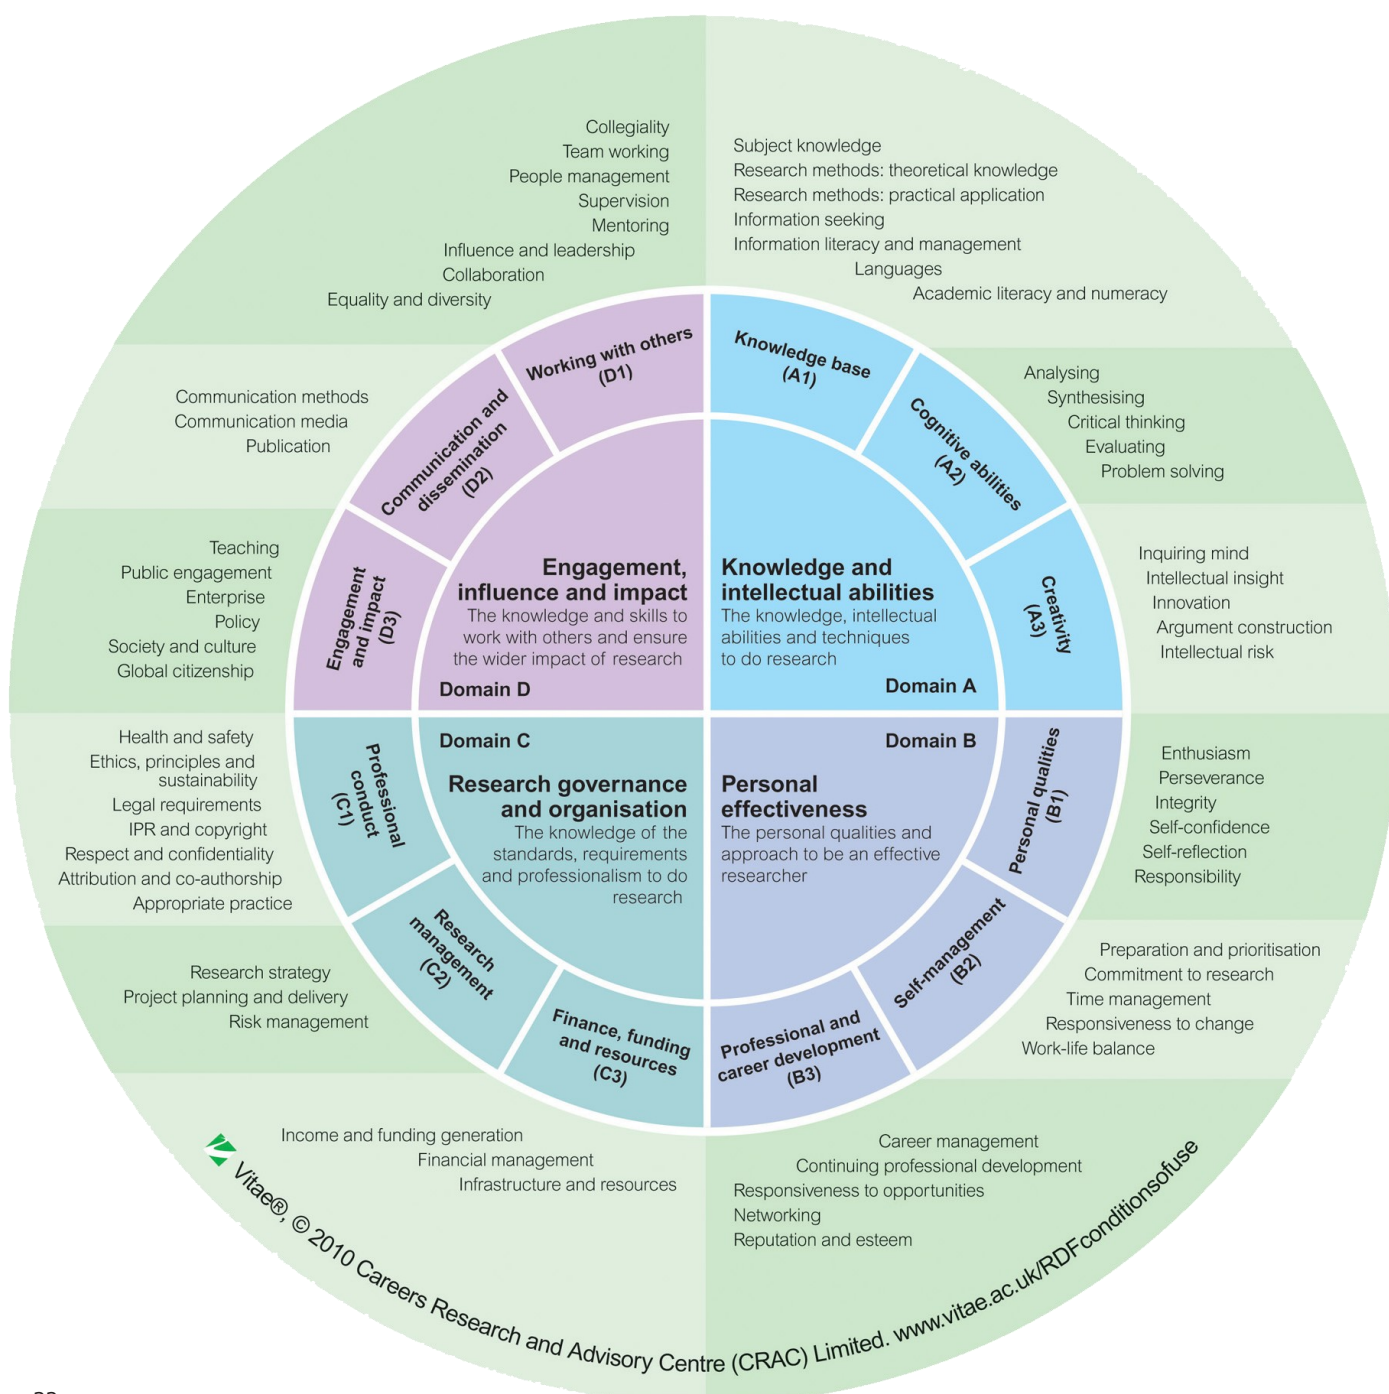 Collegiality
Team working
People management
Supervision
Mentoring
Influence and leadership
Collaboration
Equality and diversity
Subject knowledge
Research methods: theoretical knowledge
Research methods: practical application
Information seeking
Information literacy and management
Languages
Academic literacy and numeracy
Working with others
(D1)
Knowledge base
(A1)
Communication methods
Communication media
Publication
Communication and
dissemination
(D2)
Cognitive abilities
(A2)
Analysing
Synthesising
Critical thinking
Evaluating
Problem solving
Teaching
Public engagement
Enterprise
Policy
Society and culture
Global citizenship
Engagement
and impact
(D3)
Engagement,
influence and impact
The knowledge and skills to
work with others and ensure
the wider impact of research
Domain D
Knowledge and
intellectual abilities
The knowledge, intellectual
abilities and techniques
to do research
Domain A
Creativity
(A3)
Inquiring mind
Intellectual insight
Innovation
Argument construction
Intellectual risk
Health and safety
Ethics, principles and
sustainability
Legal requirements
IPR and copyright
Respect and confidentiality
Attribution and co-authorship
Appropriate practice
Professional
conduct
(C1)
Domain C
Research governance
and organisation
The knowledge of the
standards, requirements
and professionalism to do
research
Domain B
Personal
effectiveness
The personal qualities and
approach to be an effective
researcher
Personal qualities
(B1)
Enthusiasm
Perseverance
Integrity
Self-confidence
Self-reflection
Responsibility
Research strategy
Project planning and delivery
Risk management
Research
management
(C2)
Self-management
(B2)
Preparation and prioritisation
Commitment to research
Time management
Responsiveness to change
Work-life balance
Finance, funding
and resources
(C3)
Professional and
career development
(B3)
Income and funding generation
Financial management
Infrastructure and resources
Career management
Continuing professional development
Responsiveness to opportunities
Networking
Reputation and esteem
Vitae®, © 2010 Careers Research and Advisory Centre (CRAC) Limited. www.vitae.ac.uk/RDFconditionsofuse